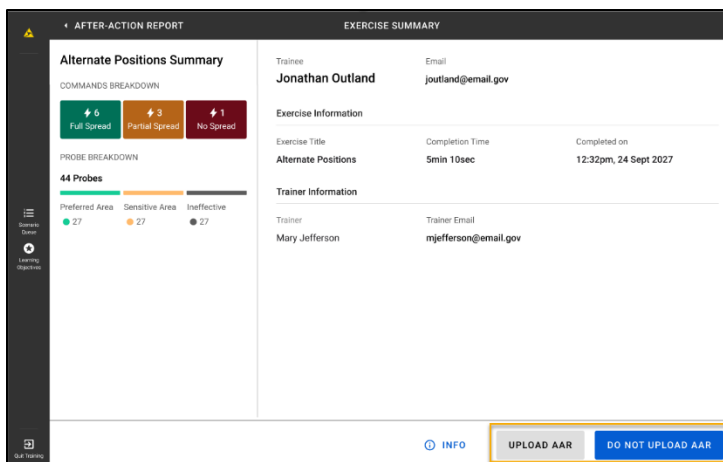 AFTER-ACTION REPORT
EXERCISE SUMMARY
Scenario
Queue
Learning
Objectives
Quit Training
Alternate Positions Summary
COMMANDS BREAKDOWN
6
Full Spread
3
Partial Spread
1
No Spread
PROBE BREAKDOWN
44 Probes
Preferred Area
Sensitive Area
Ineffective
27
27
27
Trainee
Email
Jonathan Outland
joutland@email.gov
Exercise Information
Exercise Title
Completion Time
Completed on
Alternate Positions
5min 10sec
12:32pm, 24 Sept 2027
Trainer Information
Trainer
Trainer Email
Mary Jefferson
mjefferson@email.gov
INFO
UPLOAD AAR
DO NOT UPLOAD AAR